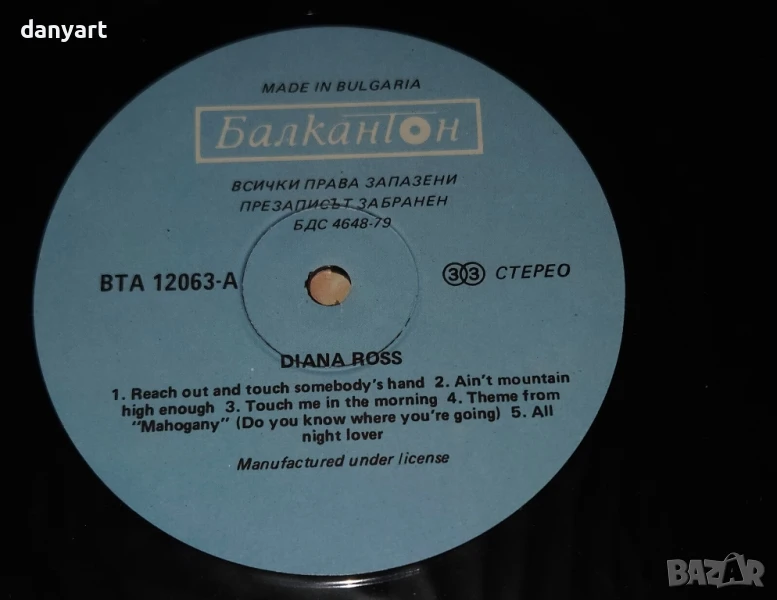 danyart
MADE IN BULGARIA
Балкантон
ВСИЧКИ ПРАВА ЗАПАЗЕНИ
ПРЕЗАПИСЪТ ЗАБРАНЕН
БДС 4648-79
ВТА 12063-А
33 СТЕРЕО
DIANA ROSS
1. Reach out and touch somebody's hand 2. Ain't mountain
high enough 3. Touch me in the morning 4. Theme from
"Mahogany" (Do you know where you're going) 5. All
night lover
Manufactured under license
BAZAR